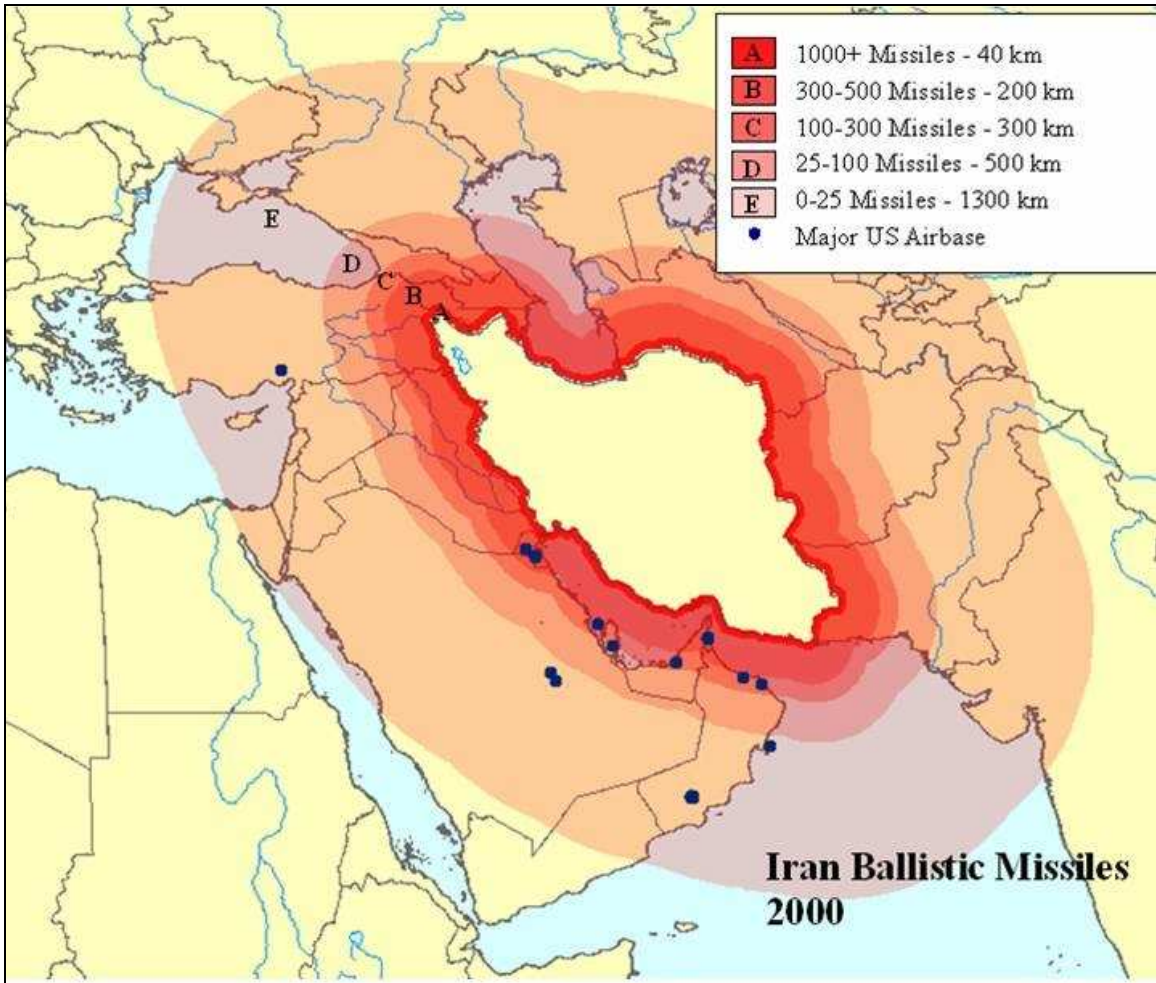 A 1000+ Missiles - 40 km
B 300-500 Missiles - 200 km
C 100-300 Missiles - 300 km
D 25-100 Missiles - 500 km
E 0-25 Missiles - 1300 km
Major US Airbase
E
D
C
B
A
Iran Ballistic Missiles
2000